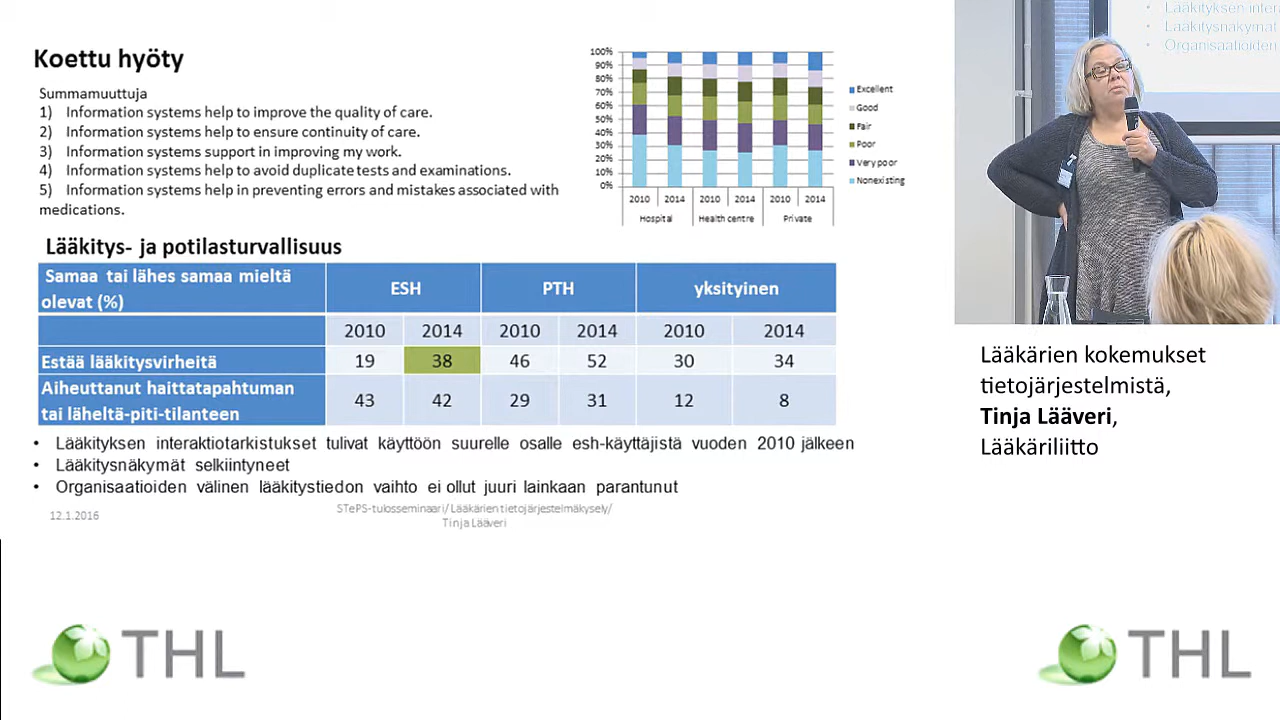 Koettu hyöty
Summamuuttuja
1) Information systems help to improve the quality of care.
2) Information systems help to ensure continuity of care.
3) Information systems support in improving my work.
4) Information systems help to avoid duplicate tests and examinations.
5) Information systems help in preventing errors and mistakes associated with
medications.
100%
90%
80%
70%
60%
50%
40%
30%
20%
10%
0%
2010 2014 2010 2014 2010 2014
Hospital Health centre Private
Excellent
Good
Fair
Poor
Very poor
Nonexisting
Lääkitys- ja potilasturvallisuus
Samaa tai lähes samaa mieltä
olevat (%)
ESH PTH yksityinen
2010 2014 2010 2014 2010 2014
Estää lääkitysvirheitä 19 38 46 52 30 34
Aiheuttanut haittatapahtuman
tai läheltä-piti-tilanteen
43 42 29 31 12 8
• Lääkityksen interaktiotarkistukset tulivat käyttöön suurelle osalle esh-käyttäjistä vuoden 2010 jälkeen
• Lääkitysnäkymät selkiintyneet
• Organisaatioiden välinen lääkitystiedon vaihto ei ollut juuri lainkaan parantunut
12.1.2016
STePS-tulosseminaari/ Lääkärien tietojärjestelmäkysely/
Tinja Lääveri
• Lääkityksen inter
• Lääkitysnäkymät
• Organisaatioiden
Lääkärien kokemukset
tietojärjestelmistä,
Tinja Lääveri,
Lääkäriliitto
THL
THL